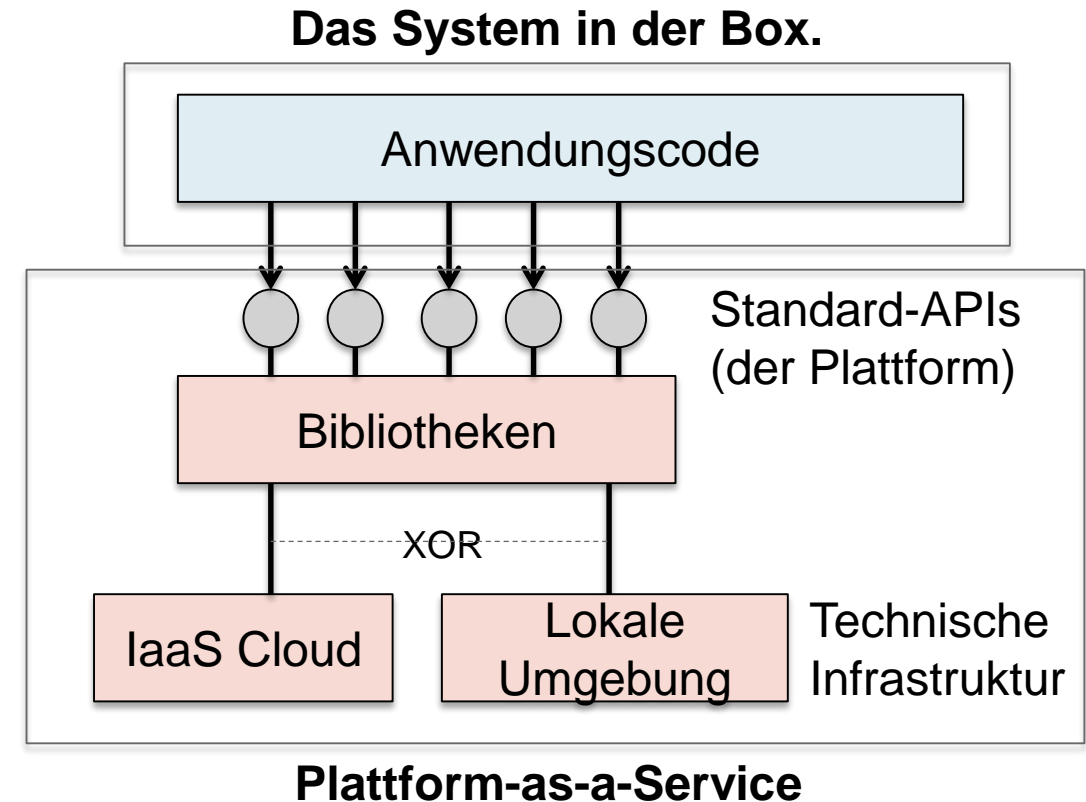 Das System in der Box.
Anwendungscode
Standard-APIs
(der Plattform)
Bibliotheken
XOR
IaaS Cloud
Lokale
Umgebung
Technische
Infrastruktur
Plattform-as-a-Service